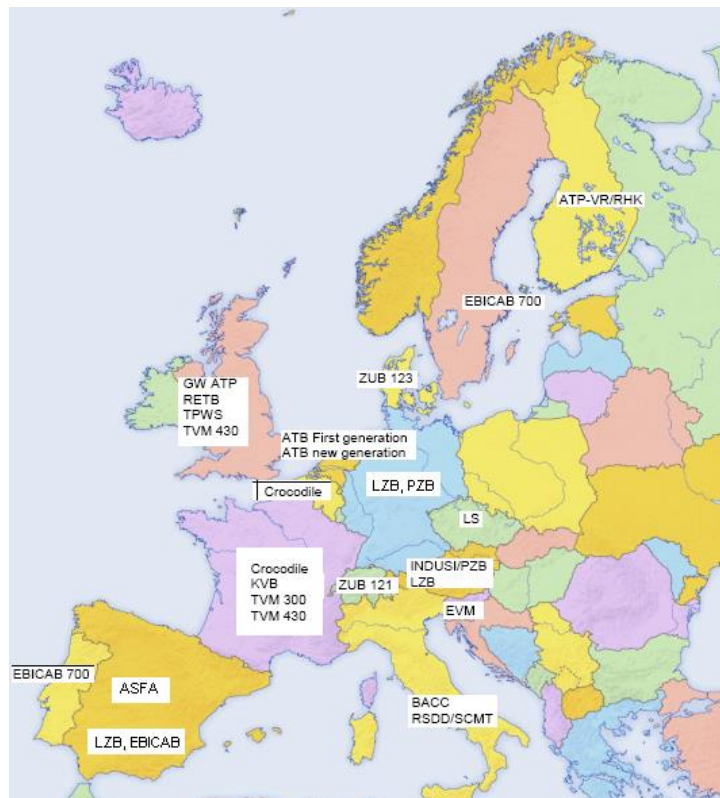 ATP-VR/RHK
EBICAB 700
ZUB 123
GW ATP
RETB
TPWS
TVM 430
ATB First generation
ATB new generation
Crocodile
LZB, PZB
LS
Crocodile
KVB
TVM 300
TVM 430
ZUB 121
INDUSI/PZB
LZB
EVM
EBICAB 700
ASFA
LZB, EBICAB
BACC
RSDD/SCMT